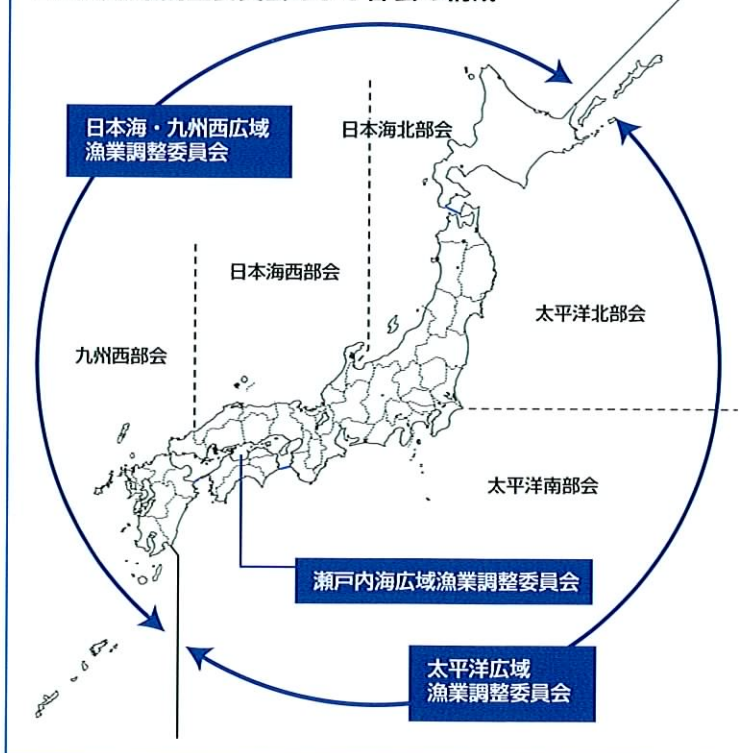 日本海・九州西広域
漁業調整委員会
日本海北部会
日本海西部会
太平洋北部会
九州西部会
太平洋南部会
瀬戸内海広域漁業調整委員会
太平洋広域
漁業調整委員会